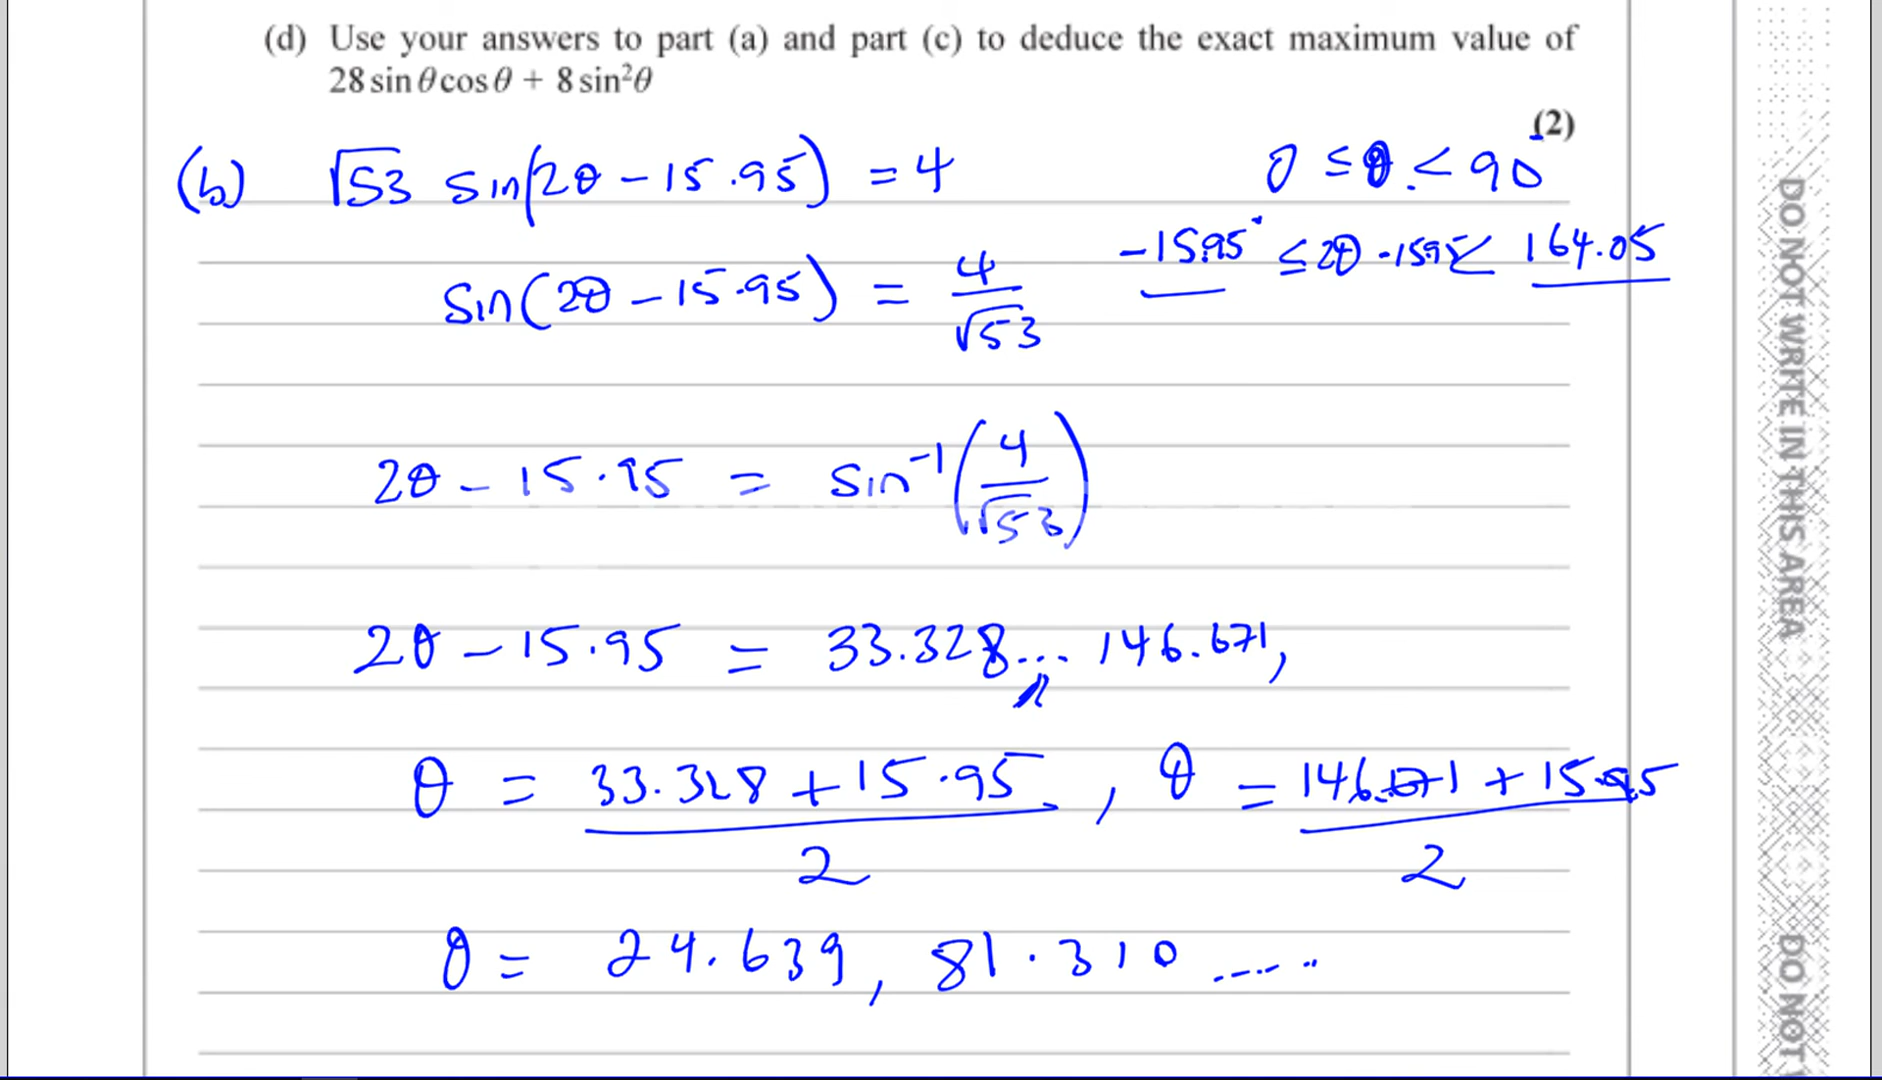 (d) Use your answers to part (a) and part (c) to deduce the exact maximum value of
28 sin θ cos θ + 8 sin²θ
(2)
(b) √53 sin(2θ - 15.95) = 4 0 ≤ θ < 90
-15.95° ≤ 2θ - 15.95 < 164.05
sin(2θ - 15.95) = 4/√53
2θ - 15.95 = sin⁻¹(4/√53)
2θ - 15.95 = 33.328... 146.671,
θ = (33.328 + 15.95)/2, θ = (146.671 + 15.95)/2
θ = 24.639, 81.310 .....
DO NOT WRITE IN THIS AREA
DO NOT